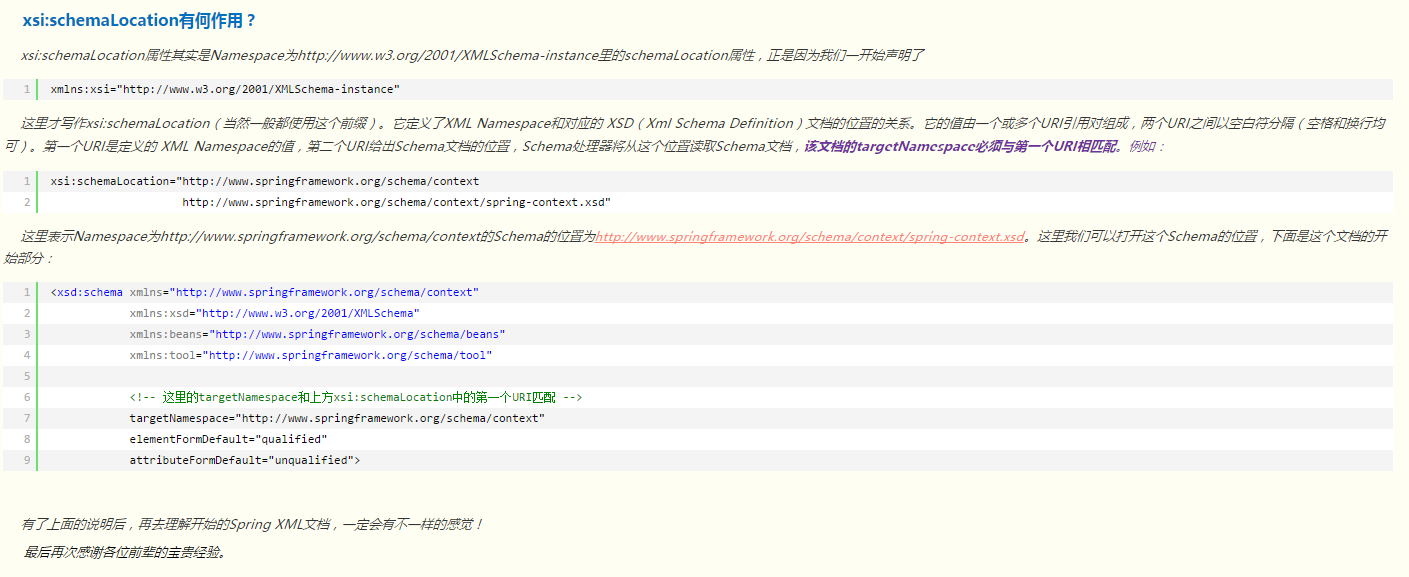 xsi:schemaLocation有何作用？
xsi:schemaLocation属性其实是Namespace为http://www.w3.org/2001/XMLSchema-instance里的schemaLocation属性，正是因为我们一开始声明了
1 xmlns:xsi="http://www.w3.org/2001/XMLSchema-instance"
这里才写作xsi:schemaLocation（当然一般都使用这个前缀）。它定义了XML Namespace和对应的 XSD（Xml Schema Definition）文档的位置的关系。它的值由一个或多个URI引用对组成，两个URI之间以空白符分隔（空格和换行均
可）。第一个URI是定义的 XML Namespace的值，第二个URI给出Schema文档的位置，Schema处理器将从这个位置读取Schema文档，该文档的targetNamespace必须与第一个URI相匹配。例如：
1 xsi:schemaLocation="http://www.springframework.org/schema/context
2 http://www.springframework.org/schema/context/spring-context.xsd"
这里表示Namespace为http://www.springframework.org/schema/context的Schema的位置为http://www.springframework.org/schema/context/spring-context.xsd。这里我们可以打开这个Schema的位置，下面是这个文档的开
始部分：
1 <xsd:schema xmlns="http://www.springframework.org/schema/context"
2 xmlns:xsd="http://www.w3.org/2001/XMLSchema"
3 xmlns:beans="http://www.springframework.org/schema/beans"
4 xmlns:tool="http://www.springframework.org/schema/tool"
5
6 <!-- 这里的targetNamespace和上方xsi:schemaLocation中的第一个URI匹配 -->
7 targetNamespace="http://www.springframework.org/schema/context"
8 elementFormDefault="qualified"
9 attributeFormDefault="unqualified">
有了上面的说明后，再去理解开始的Spring XML文档，一定会有不一样的感觉！
最后再次感谢各位前辈的宝贵经验。